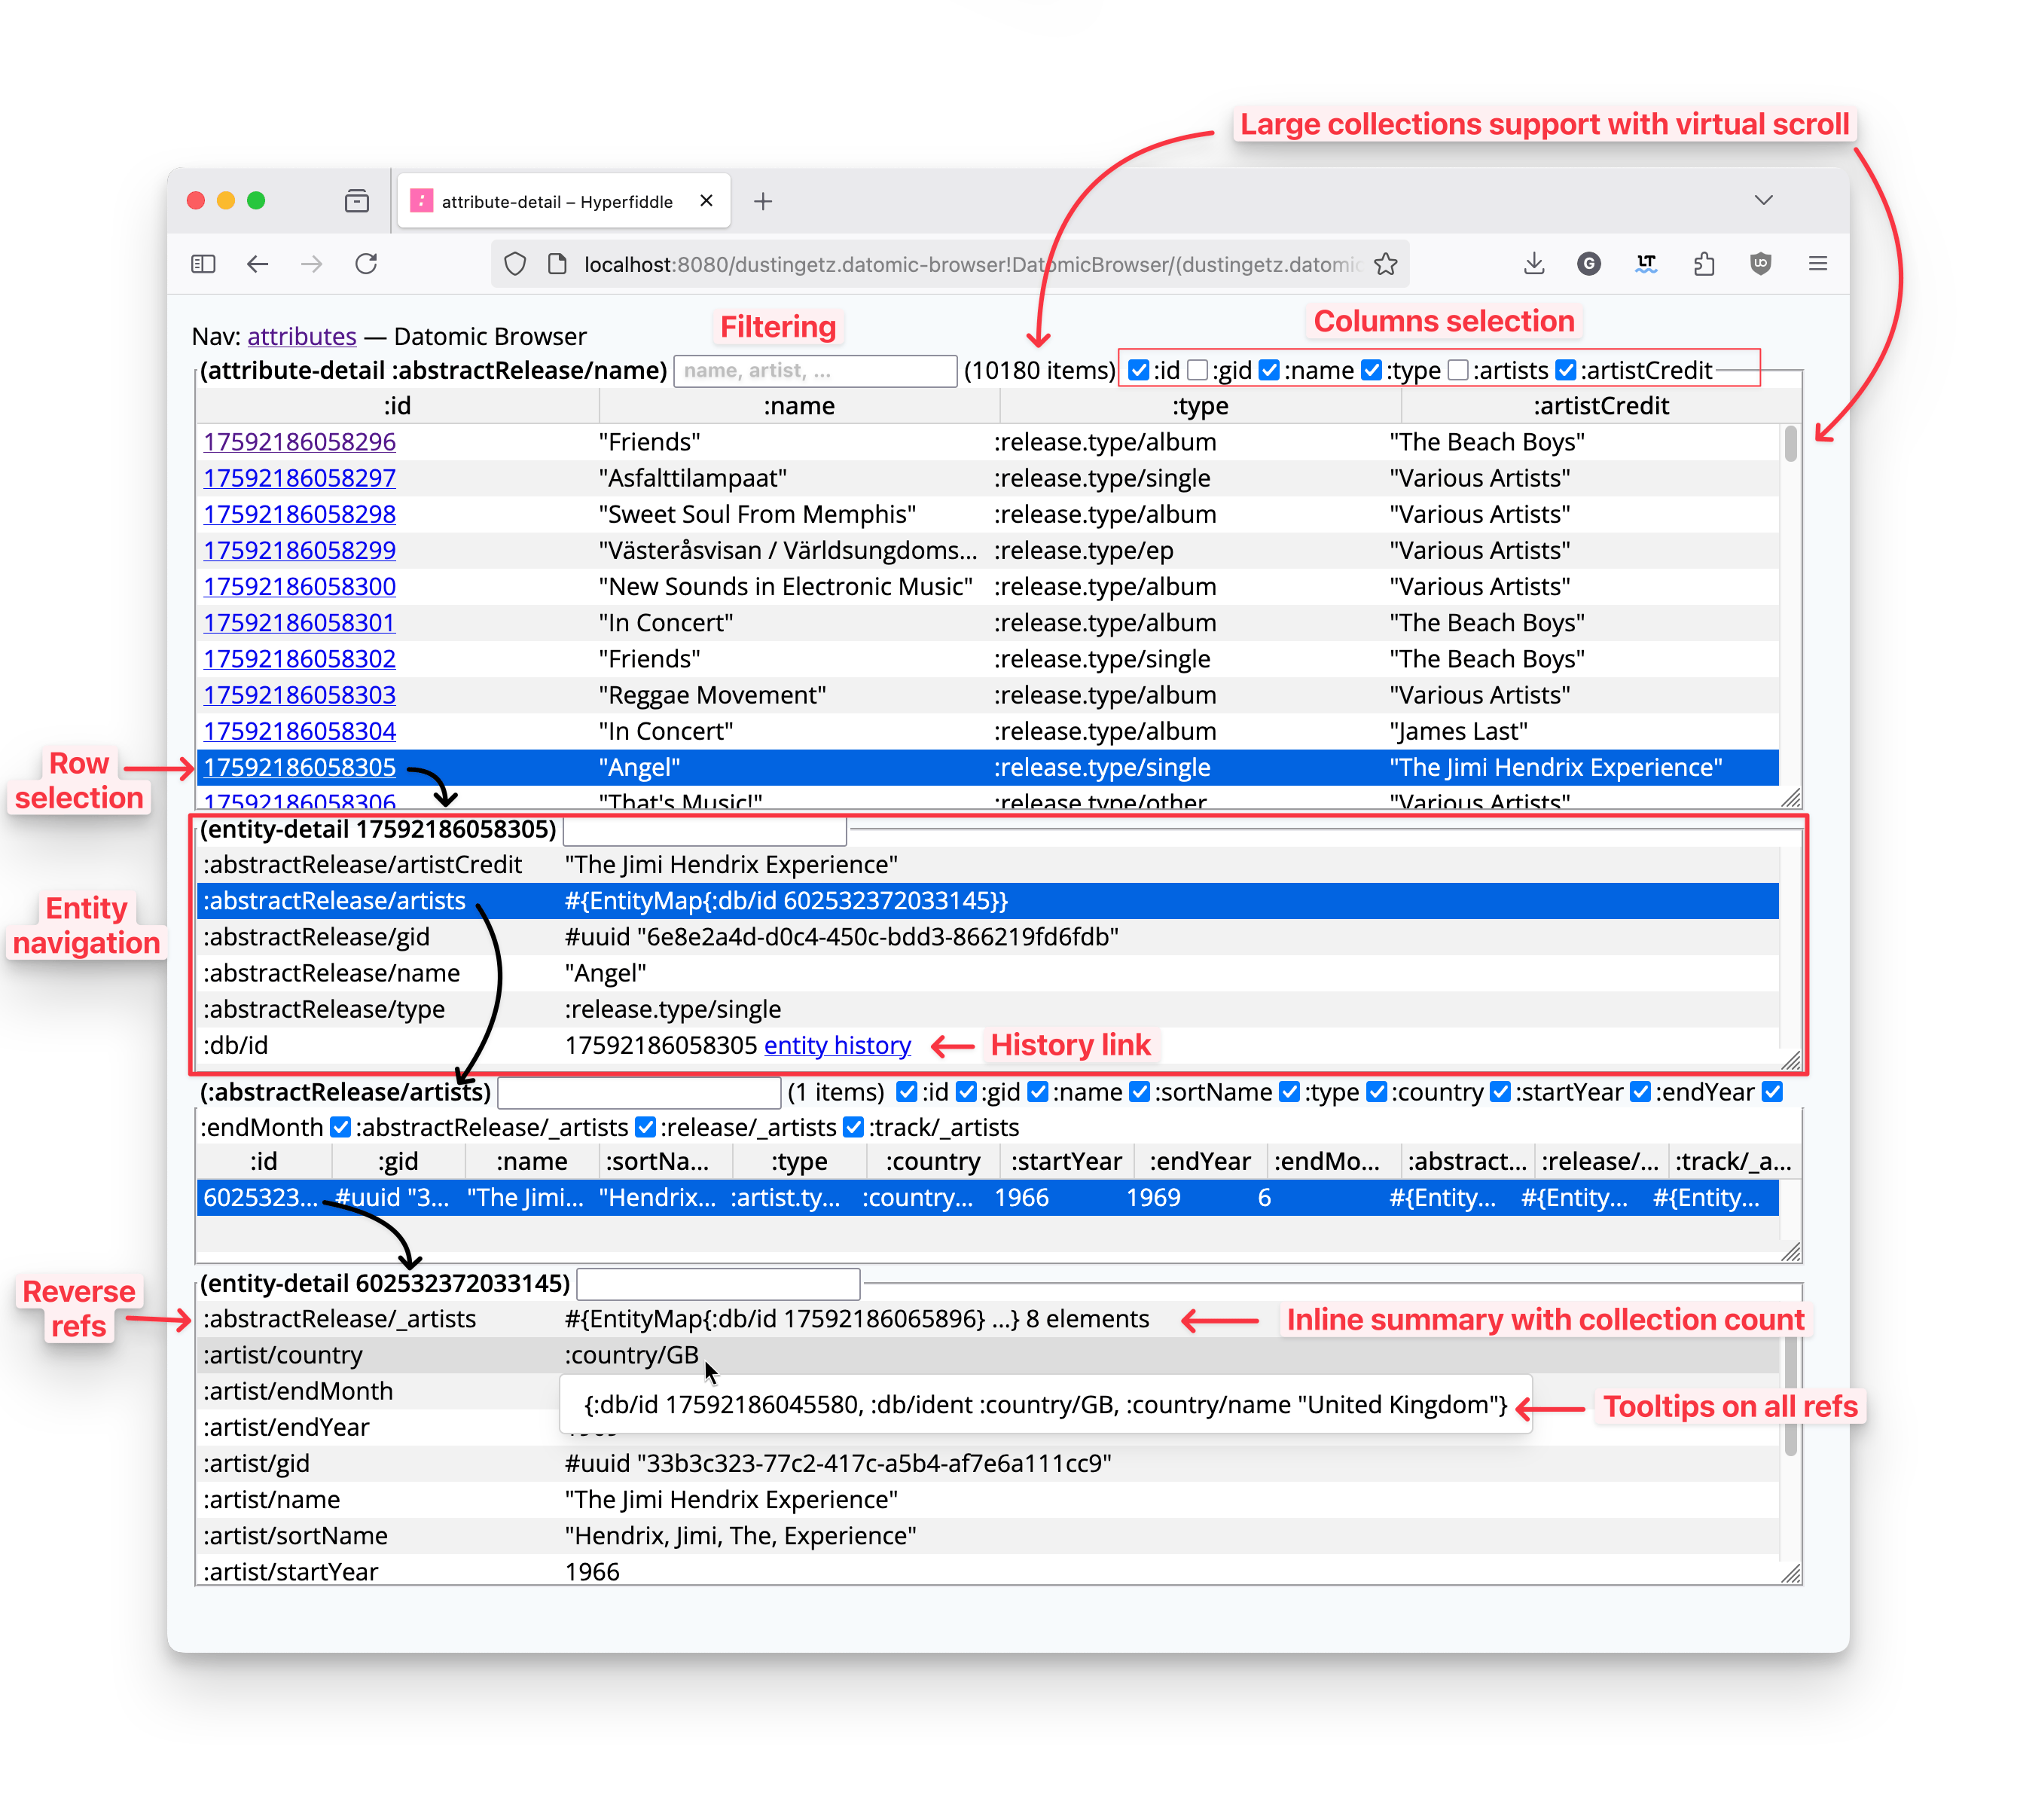 Large collections support with virtual scroll
attribute-detail – Hyperfiddle
localhost:8080/dustingetz.datomic-browser!DatomicBrowser/(dustingetz.datomic
LT
Nav: attributes — Datomic Browser
Filtering
Columns selection
(attribute-detail :abstractRelease/name) name, artist, ... (10180 items) :id :gid :name :type :artists :artistCredit
:id :name :type :artistCredit
17592186058296 "Friends" :release.type/album "The Beach Boys"
17592186058297 "Asfalttilampaat" :release.type/single "Various Artists"
17592186058298 "Sweet Soul From Memphis" :release.type/album "Various Artists"
17592186058299 "Västeråsvisan / Världsungdoms... :release.type/ep "Various Artists"
17592186058300 "New Sounds in Electronic Music" :release.type/album "Various Artists"
17592186058301 "In Concert" :release.type/album "The Beach Boys"
17592186058302 "Friends" :release.type/single "The Beach Boys"
17592186058303 "Reggae Movement" :release.type/album "Various Artists"
17592186058304 "In Concert" :release.type/album "James Last"
Row selection
17592186058305 "Angel" :release.type/single "The Jimi Hendrix Experience"
17592186058306 "That's Music!" :release.type/other "Various Artists"
(entity-detail 17592186058305)
:abstractRelease/artistCredit "The Jimi Hendrix Experience"
:abstractRelease/artists #{EntityMap{:db/id 602532372033145}}
Entity navigation
:abstractRelease/gid #uuid "6e8e2a4d-d0c4-450c-bdd3-866219fd6fdb"
:abstractRelease/name "Angel"
:abstractRelease/type :release.type/single
:db/id 17592186058305 entity history
History link
(:abstractRelease/artists) (1 items) :id :gid :name :sortName :type :country :startYear :endYear
:endMonth :abstractRelease/_artists :release/_artists :track/_artists
:id :gid :name :sortNa... :type :country :startYear :endYear :endMo... :abstract... :release/... :track/_a...
6025323... #uuid "3... "The Jimi... "Hendrix... :artist.ty... :country... 1966 1969 6 #{Entity... #{Entity... #{Entity...
(entity-detail 602532372033145)
Reverse refs
:abstractRelease/_artists #{EntityMap{:db/id 17592186065896} ...} 8 elements
Inline summary with collection count
:artist/country :country/GB
:artist/endMonth
{:db/id 17592186045580, :db/ident :country/GB, :country/name "United Kingdom"}
Tooltips on all refs
:artist/endYear 1969
:artist/gid #uuid "33b3c323-77c2-417c-a5b4-af7e6a111cc9"
:artist/name "The Jimi Hendrix Experience"
:artist/sortName "Hendrix, Jimi, The, Experience"
:artist/startYear 1966